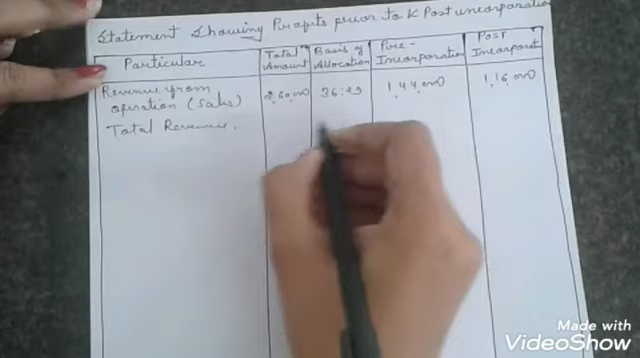 Statement Showing Profits prior to & Post incorporation
Particular
Total Amount
Basis of Allocation
Pre-Incorporation
Post Incorporat
Revenue from
operation (Sales)
2,60,000
36:29
1,44,000
1,16,000
Total Revenue.
Made with
VideoShow